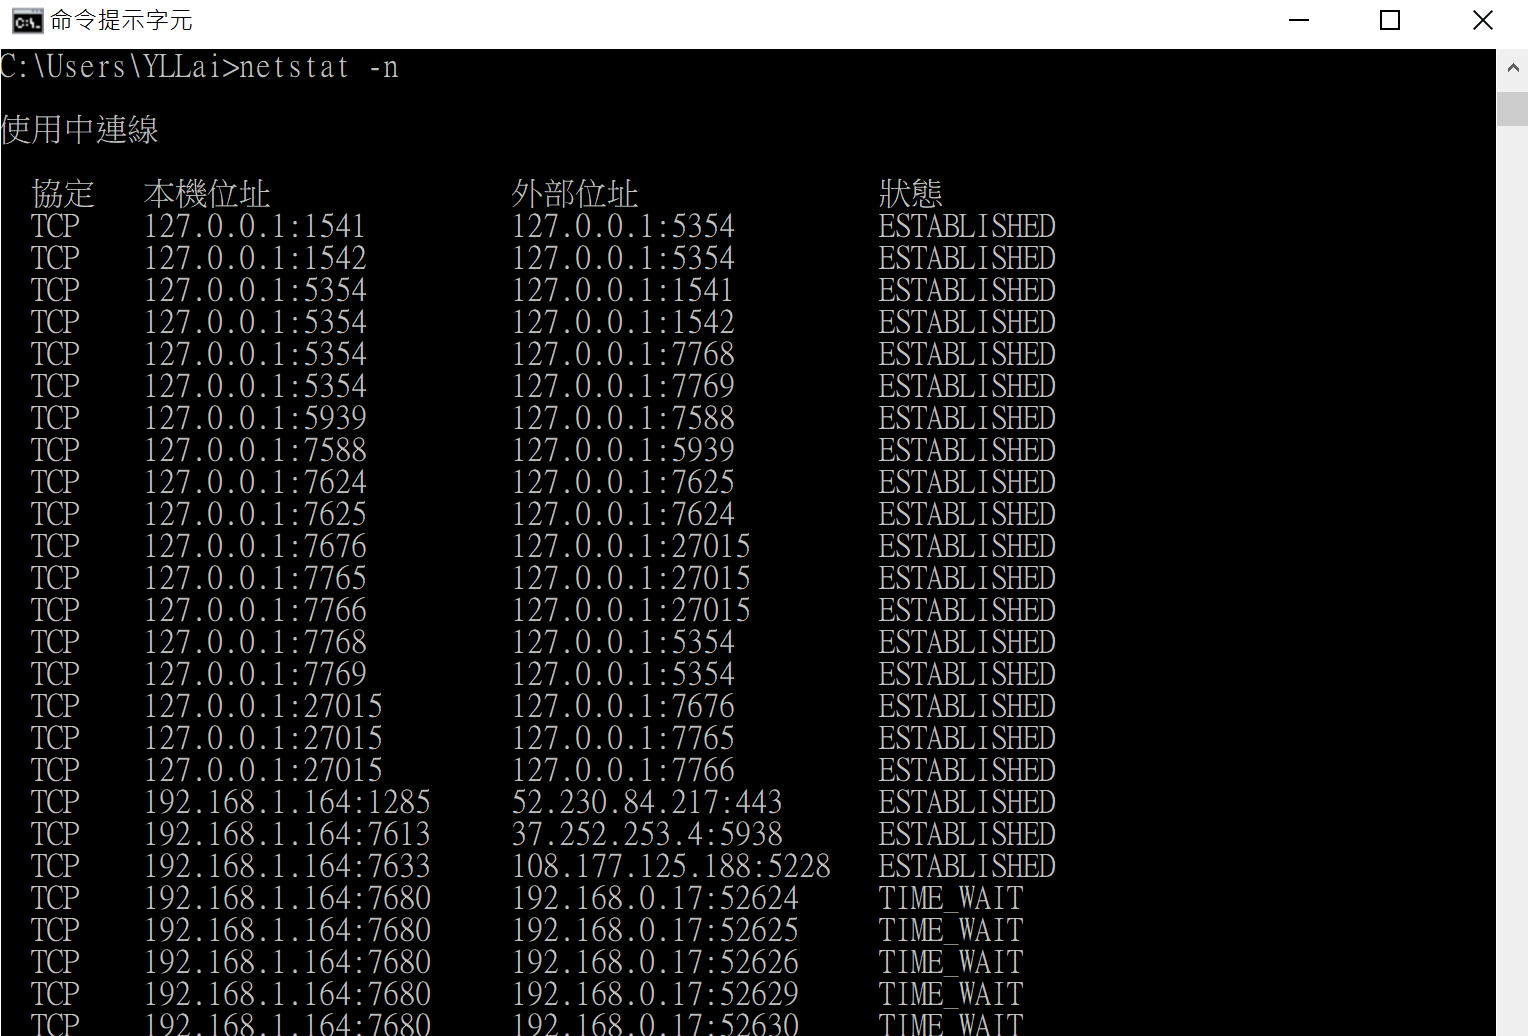 命令提示字元
C:\Users\YLLai>netstat -n
使用中連線
協定 本機位址 外部位址 狀態
TCP 127.0.0.1:1541 127.0.0.1:5354 ESTABLISHED
TCP 127.0.0.1:1542 127.0.0.1:5354 ESTABLISHED
TCP 127.0.0.1:5354 127.0.0.1:1541 ESTABLISHED
TCP 127.0.0.1:5354 127.0.0.1:1542 ESTABLISHED
TCP 127.0.0.1:5354 127.0.0.1:7768 ESTABLISHED
TCP 127.0.0.1:5354 127.0.0.1:7769 ESTABLISHED
TCP 127.0.0.1:5939 127.0.0.1:7588 ESTABLISHED
TCP 127.0.0.1:7588 127.0.0.1:5939 ESTABLISHED
TCP 127.0.0.1:7624 127.0.0.1:7625 ESTABLISHED
TCP 127.0.0.1:7625 127.0.0.1:7624 ESTABLISHED
TCP 127.0.0.1:7676 127.0.0.1:27015 ESTABLISHED
TCP 127.0.0.1:7765 127.0.0.1:27015 ESTABLISHED
TCP 127.0.0.1:7766 127.0.0.1:27015 ESTABLISHED
TCP 127.0.0.1:7768 127.0.0.1:5354 ESTABLISHED
TCP 127.0.0.1:7769 127.0.0.1:5354 ESTABLISHED
TCP 127.0.0.1:27015 127.0.0.1:7676 ESTABLISHED
TCP 127.0.0.1:27015 127.0.0.1:7765 ESTABLISHED
TCP 127.0.0.1:27015 127.0.0.1:7766 ESTABLISHED
TCP 192.168.1.164:1285 52.230.84.217:443 ESTABLISHED
TCP 192.168.1.164:7613 37.252.253.4:5938 ESTABLISHED
TCP 192.168.1.164:7633 108.177.125.188:5228 ESTABLISHED
TCP 192.168.1.164:7680 192.168.0.17:52624 TIME_WAIT
TCP 192.168.1.164:7680 192.168.0.17:52625 TIME_WAIT
TCP 192.168.1.164:7680 192.168.0.17:52626 TIME_WAIT
TCP 192.168.1.164:7680 192.168.0.17:52629 TIME_WAIT
TCP 192.168.1.164:7680 192.168.0.17:52630 TIME_WAIT